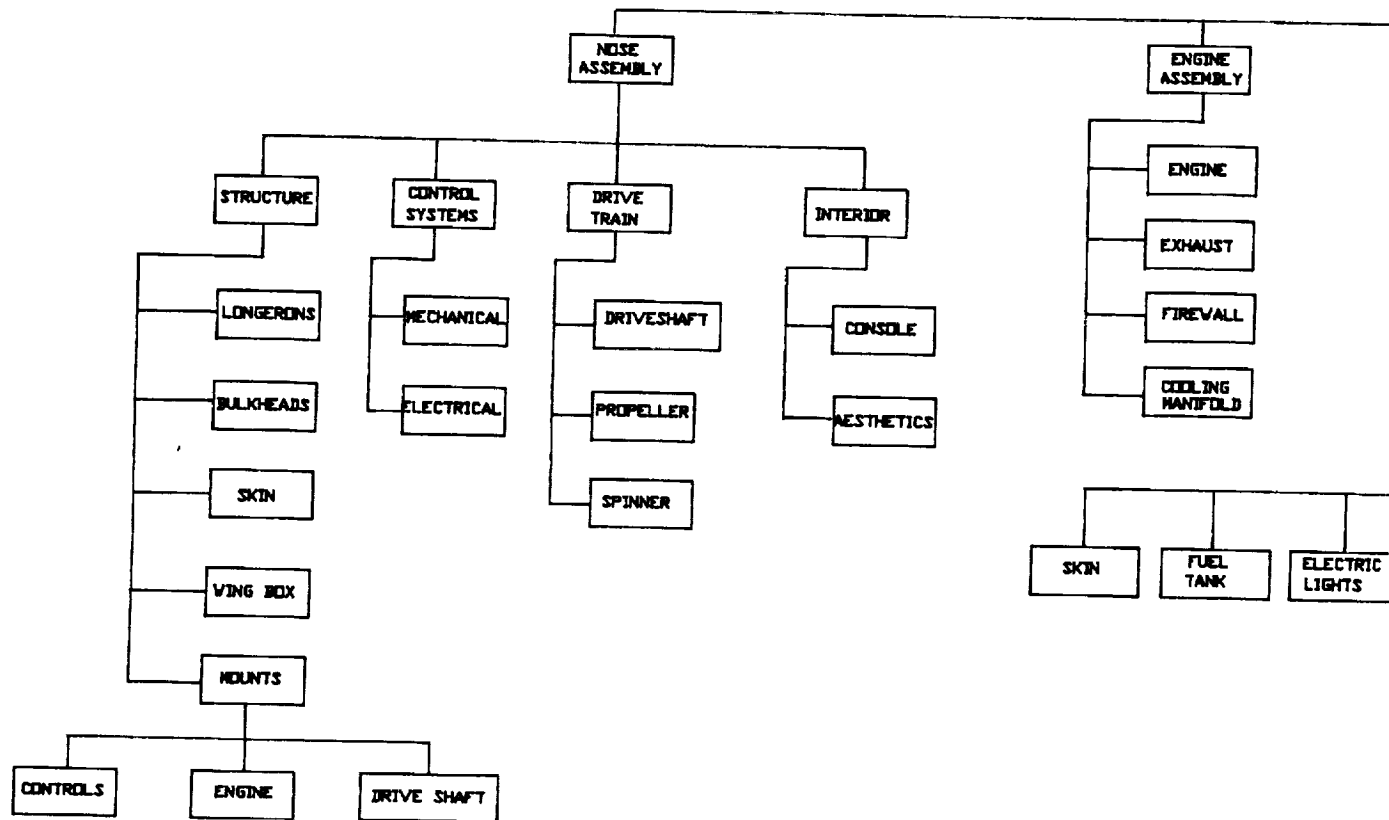 NOSE
ASSEMBLY
ENGINE
ASSEMBLY
STRUCTURE
CONTROL
SYSTEMS
DRIVE
TRAIN
INTERIOR
ENGINE
EXHAUST
FIREWALL
COOLING
MANIFOLD
LONGERONS
BULKHEADS
SKIN
WING BOX
MOUNTS
MECHANICAL
ELECTRICAL
DRIVESHAFT
PROPELLER
SPINNER
CONSOLE
AESTHETICS
SKIN
FUEL
TANK
ELECTRIC
LIGHTS
CONTROLS
ENGINE
DRIVE SHAFT